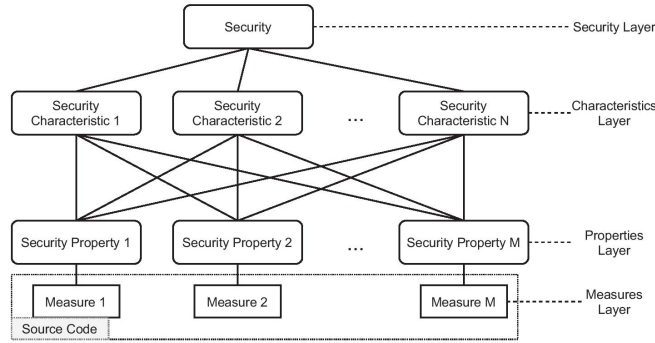 Security
Security Layer
Security
Characteristic 1
Security
Characteristic 2
...
Security
Characteristic N
Characteristics
Layer
Security Property 1
Security Property 2
...
Security Property M
Properties
Layer
Measure 1
Measure 2
Measure M
Measures
Layer
Source Code